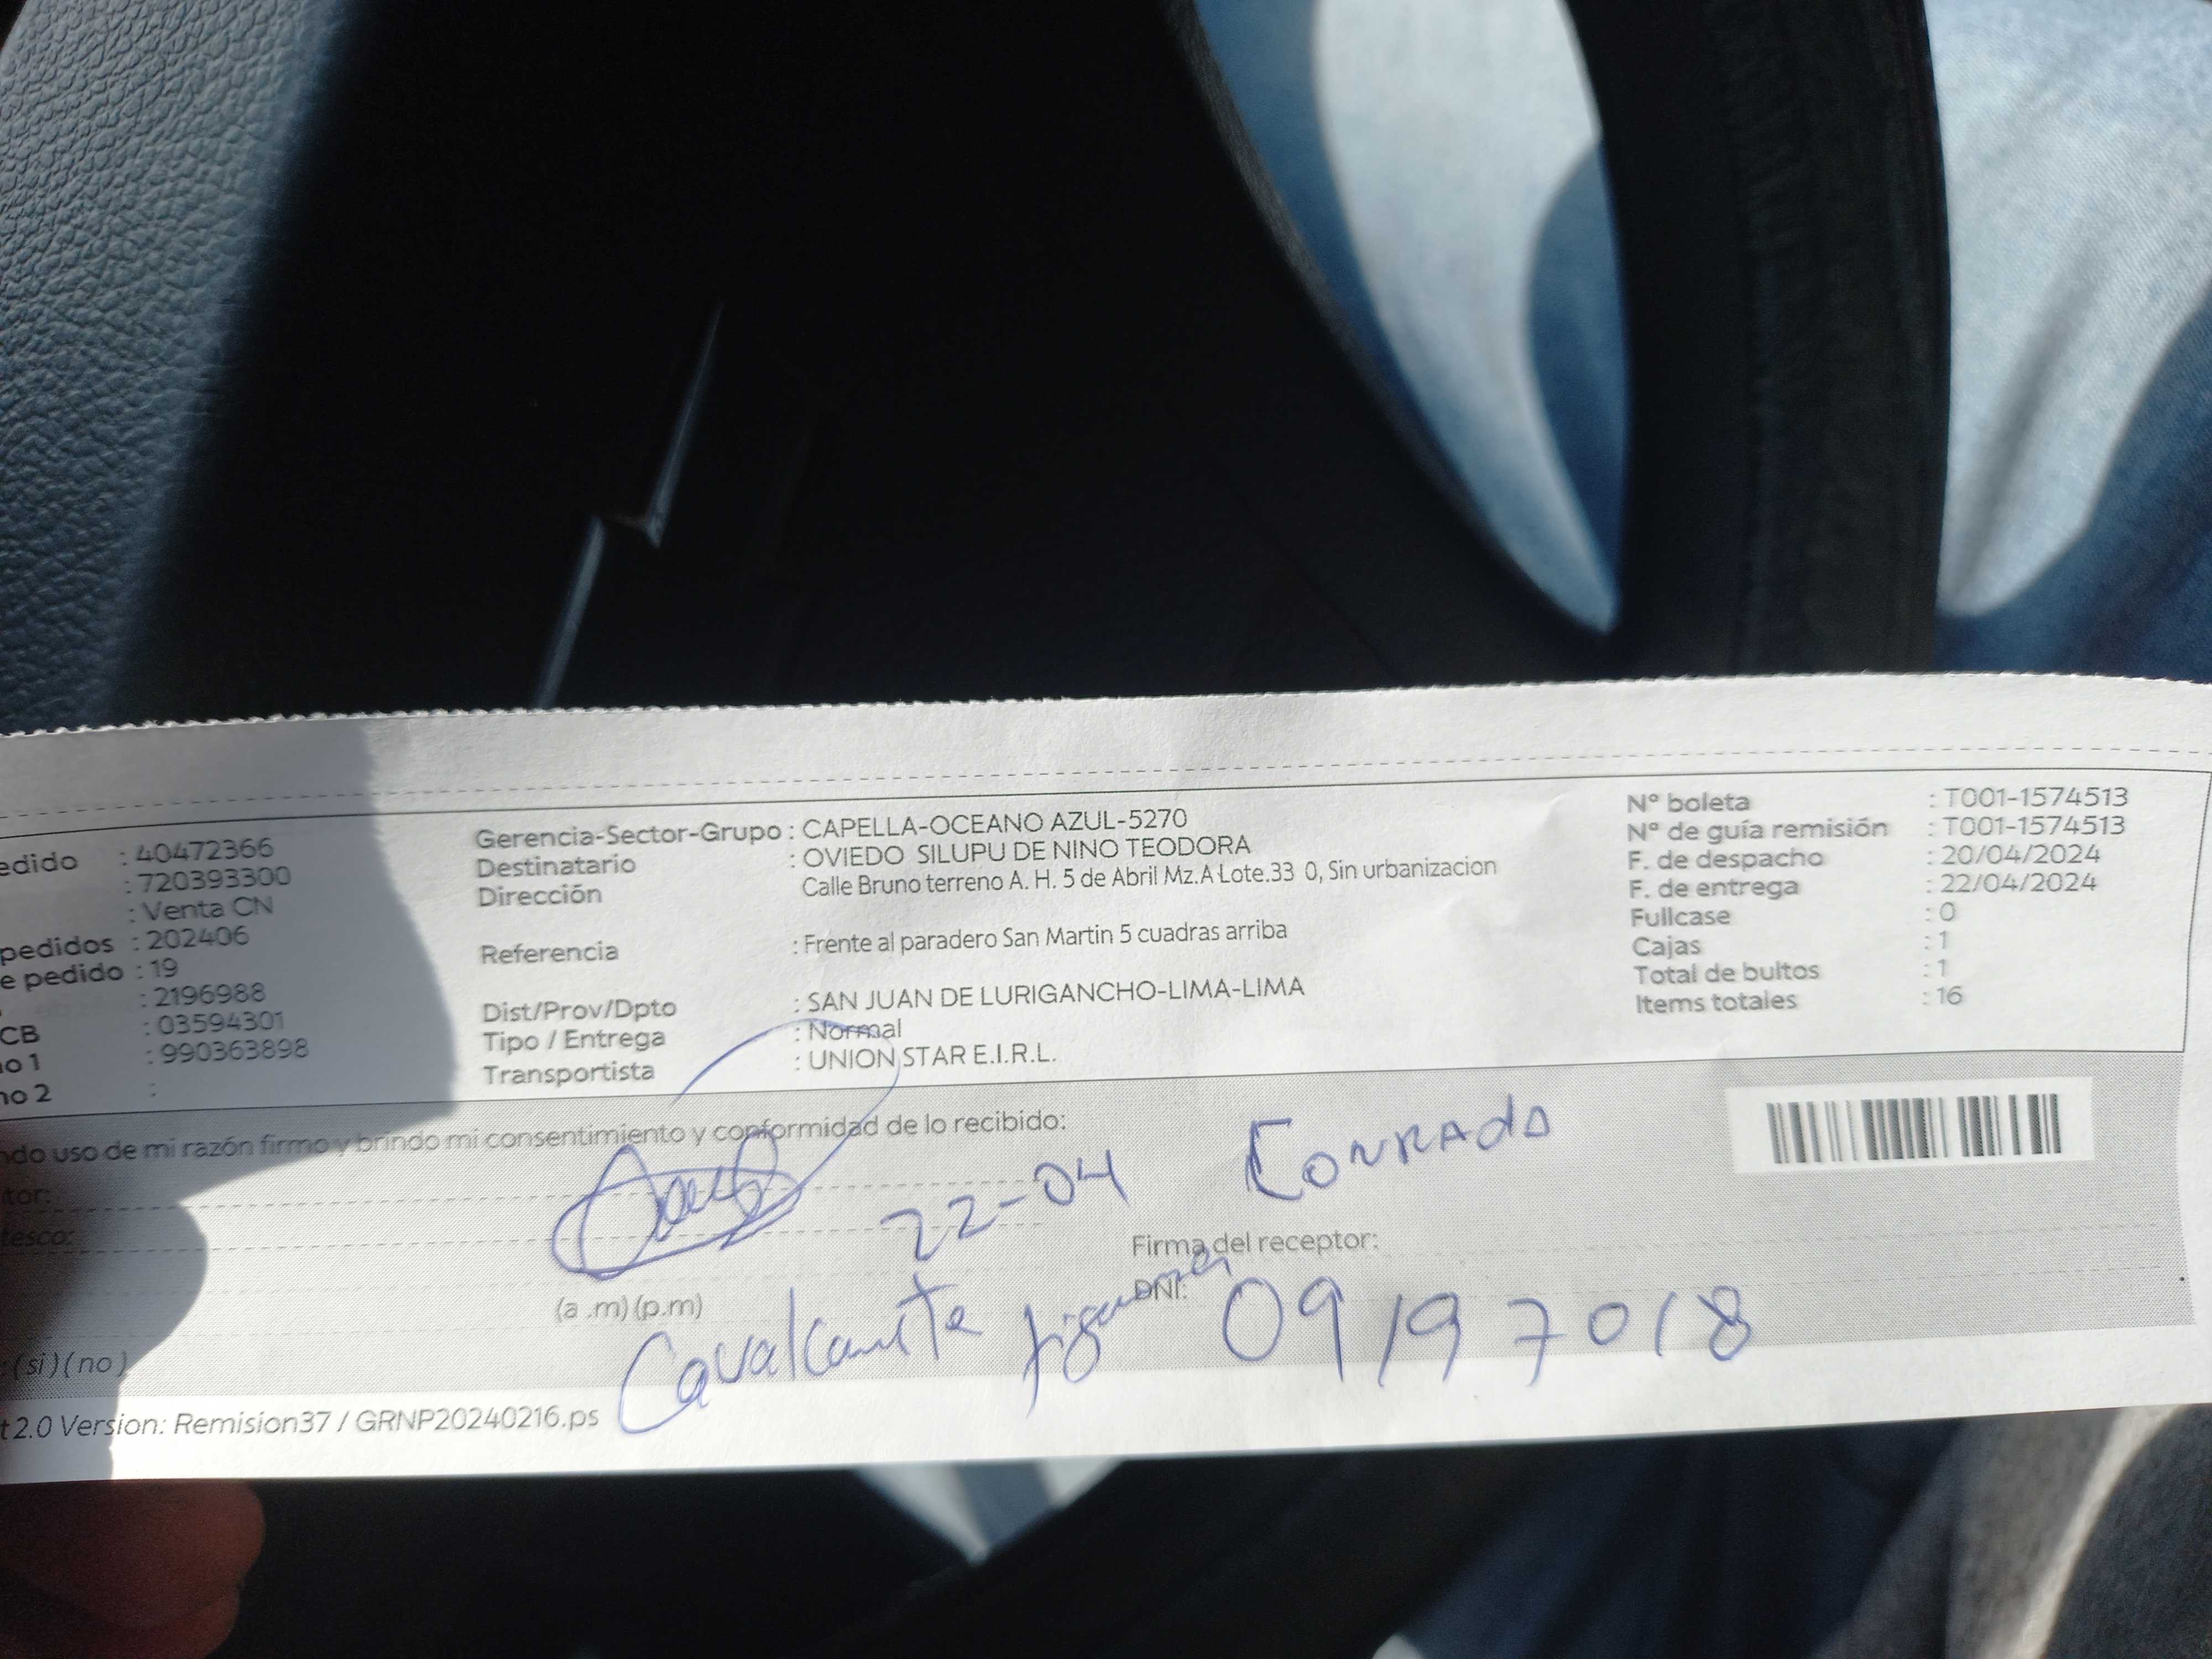 edido : 40472366
: 720393300
: Venta CN
pedidos : 202406
e pedido : 19
: 2196988
CB : 03594301
no 1 : 990363898
no 2 :
Gerencia-Sector-Grupo : CAPELLA-OCEANO AZUL-5270
Destinatario : OVIEDO SILUPU DE NINO TEODORA
Dirección Calle Bruno terreno A. H. 5 de Abril Mz.A Lote.33 0, Sin urbanizacion
Referencia : Frente al paradero San Martin 5 cuadras arriba
Dist/Prov/Dpto : SAN JUAN DE LURIGANCHO-LIMA-LIMA
Tipo / Entrega : Normal
Transportista : UNION STAR E.I.R.L.
Nº boleta : T001-1574513
Nº de guía remisión : T001-1574513
F. de despacho : 20/04/2024
F. de entrega : 22/04/2024
Fullcase : 0
Cajas : 1
Total de bultos : 1
Items totales : 16
ndo uso de mi razón firmo y brindo mi consentimiento y conformidad de lo recibido:
tor:
22-04 CONRADO
tesco:
Firma del receptor:
(a .m) (p.m)
DNI: 09197018
Cavalcante
: (si) (no)
t 2.0 Version: Remision37 / GRNP20240216.ps